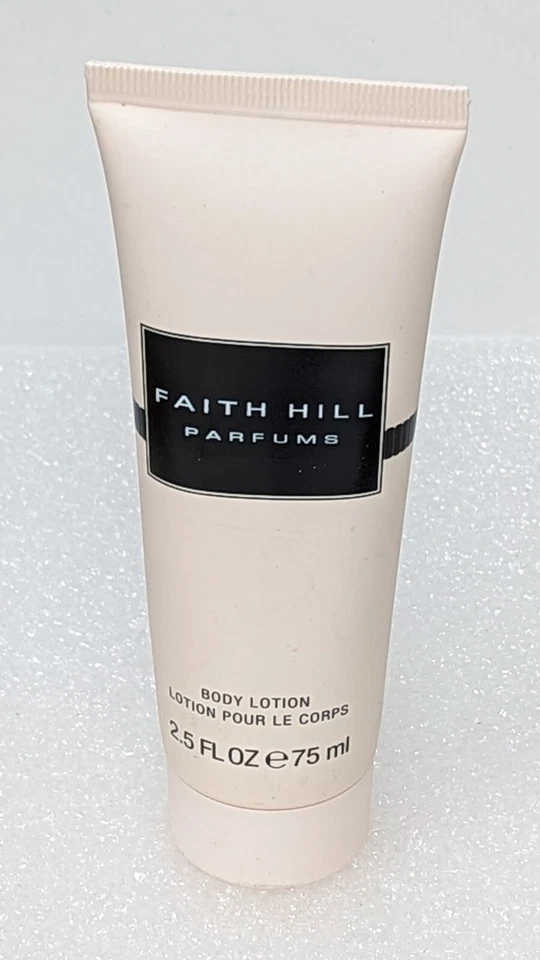 FAITH HILL
PARFUMS
BODY LOTION
LOTION POUR LE CORPS
2.5 FL OZ ℮ 75 ml